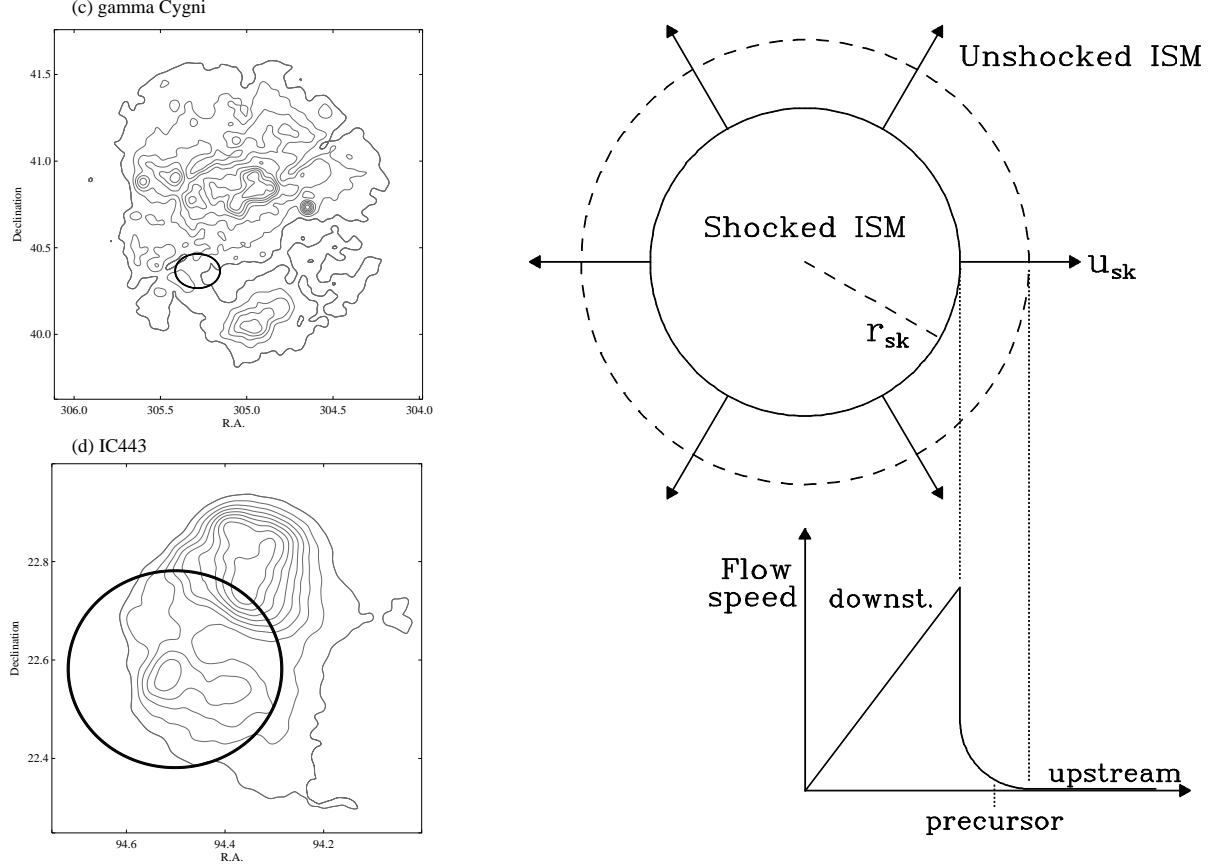 (c) gamma Cygni
Declination
41.5
41.0
40.5
40.0
306.0 305.5 305.0 304.5 304.0
R.A.
(d) IC443
Declination
22.8
22.6
22.4
94.6 94.4 94.2
R.A.
Unshocked ISM
Shocked ISM
u_sk
r_sk
Flow
speed
downst.
upstream
precursor